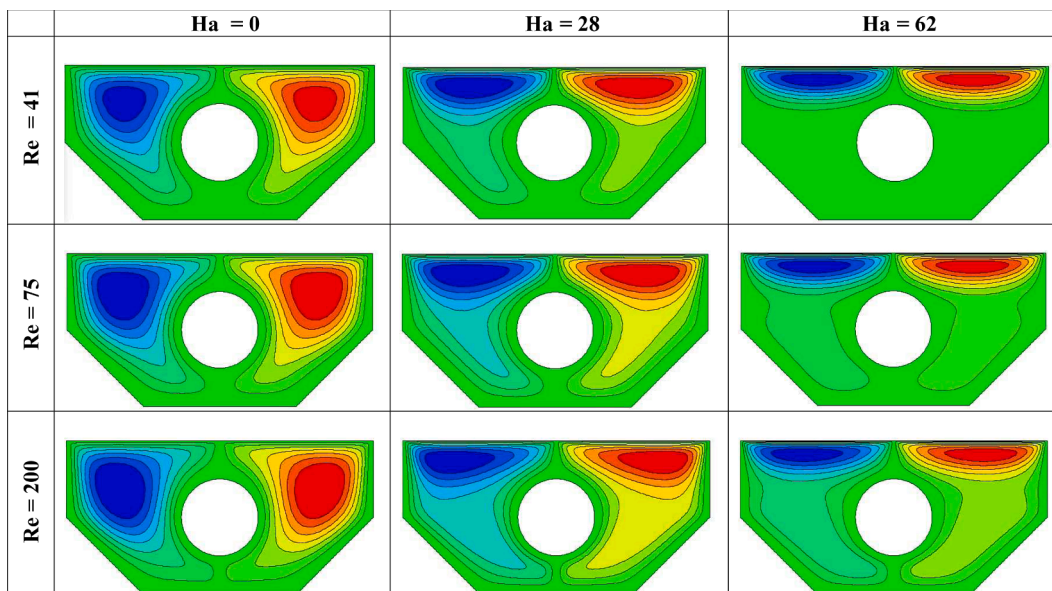 Ha = 0
Ha = 28
Ha = 62
Re = 41
Re = 75
Re = 200